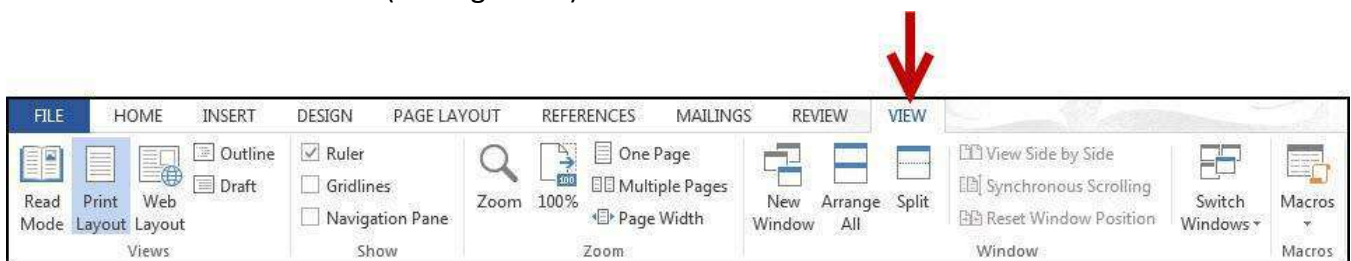 FILE HOME INSERT DESIGN PAGE LAYOUT REFERENCES MAILINGS REVIEW VIEW
Read Mode
Print Layout
Web Layout
Outline
Draft
Views
Ruler
Gridlines
Navigation Pane
Show
Zoom
100
100%
One Page
Multiple Pages
Page Width
Zoom
New Window
Arrange All
Split
View Side by Side
Synchronous Scrolling
Reset Window Position
Switch Windows
Window
Macros
Macros